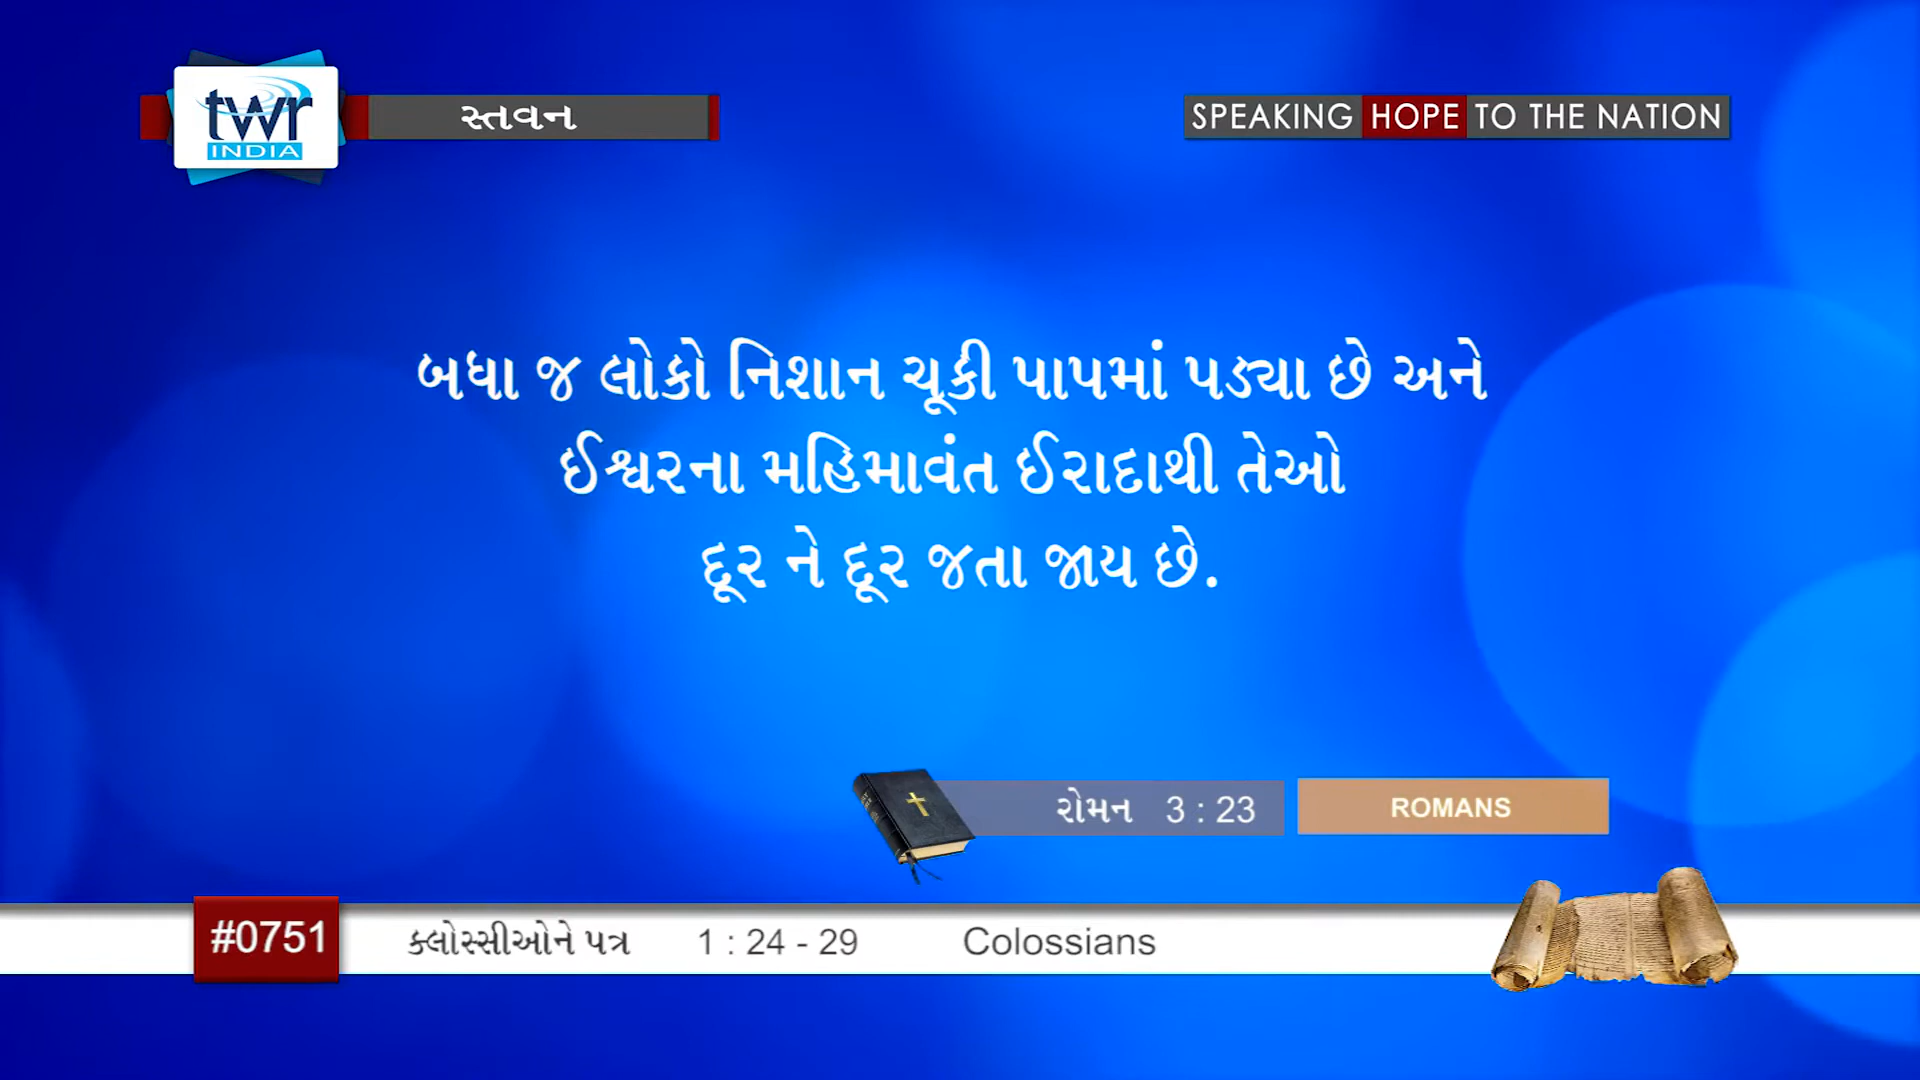 twr
INDIA
સ્તવન
SPEAKING HOPE TO THE NATION
બધા જ લોકો નિશાન ચૂકી પાપમાં પડ્યા છે અને
ઈશ્વરના મહિમાવંત ઈરાદાથી તેઓ
દૂર ને દૂર જતા જાય છે.
રોમન 3 : 23
ROMANS
#0751
ક્લોસ્સીઓને પત્ર 1 : 24 - 29 Colossians